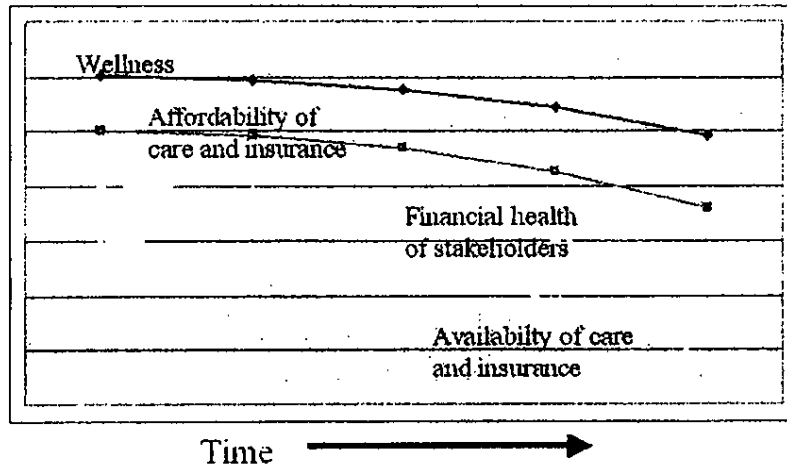 Wellness
Affordability of
care and insurance
Financial health
of stakeholders
Availabilty of care
and insurance
Time